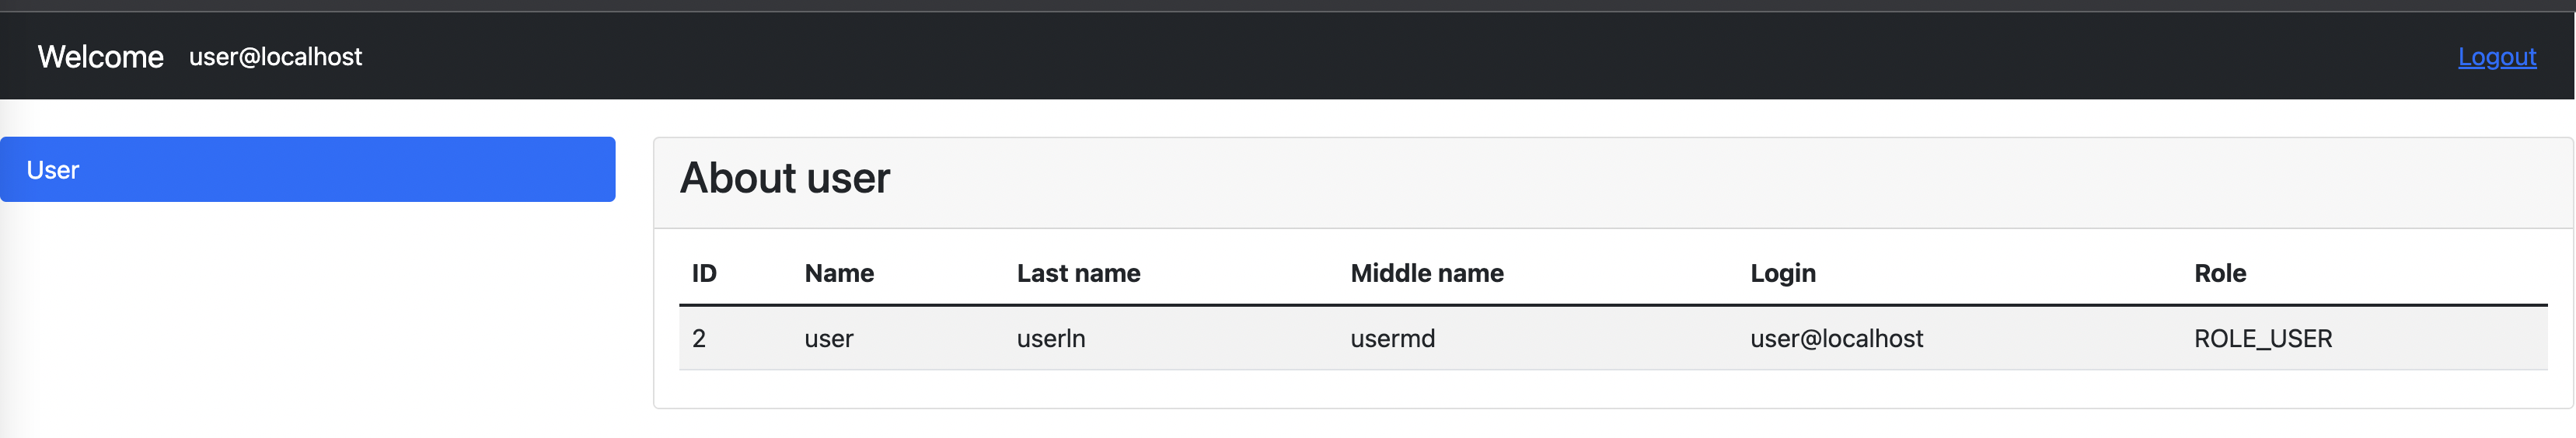 Welcome user@localhost Logout
User
About user
ID Name Last name Middle name Login Role
2 user userln usermd user@localhost ROLE_USER